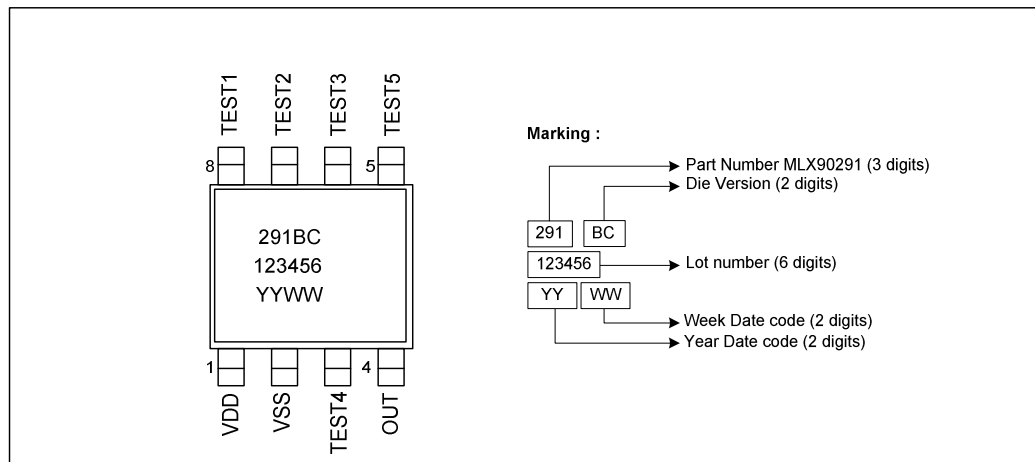 TEST1
TEST2
TEST3
TEST5
8
5
291BC
123456
YYWW
1
4
VDD
VSS
TEST4
OUT
Marking :
Part Number MLX90291 (3 digits)
Die Version (2 digits)
291 BC
123456
Lot number (6 digits)
YY WW
Week Date code (2 digits)
Year Date code (2 digits)